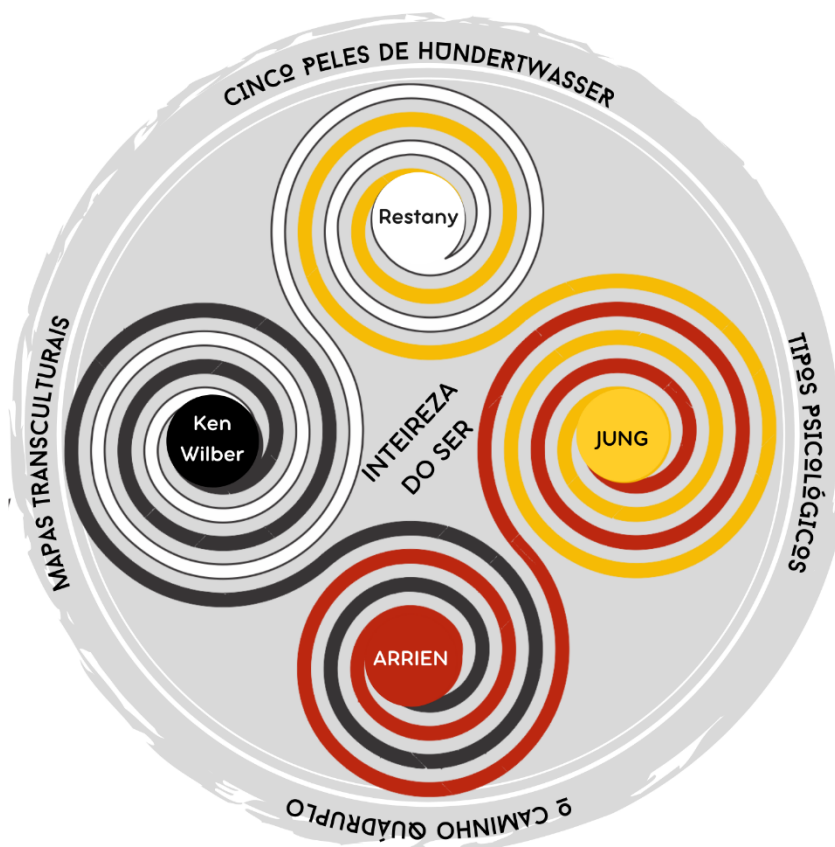 CINCO PELES DE HUNDERTWASSER
Restany
MAPAS TRANSCULTURAIS
Ken
Wilber
INTEIREZA
DO SER
JUNG
TIPOS PSICOLÓGICOS
ARRIEN
O CAMINHO QUÁDRUPLO